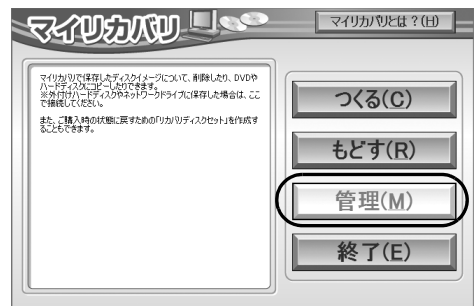 マイリカバリ
マイリカバリとは?(H)
マイリカバリで保存したディスクイメージについて、削除したり、DVDや
ハードディスクにコピーしたりできます。
※外付けハードディスクやネットワークドライブに保存した場合は、ここ
で接続してください。
また、ご購入時の状態に戻すための「リカバリディスクセット」を作成す
ることもできます。
つくる(C)
もどす(R)
管理(M)
終了(E)